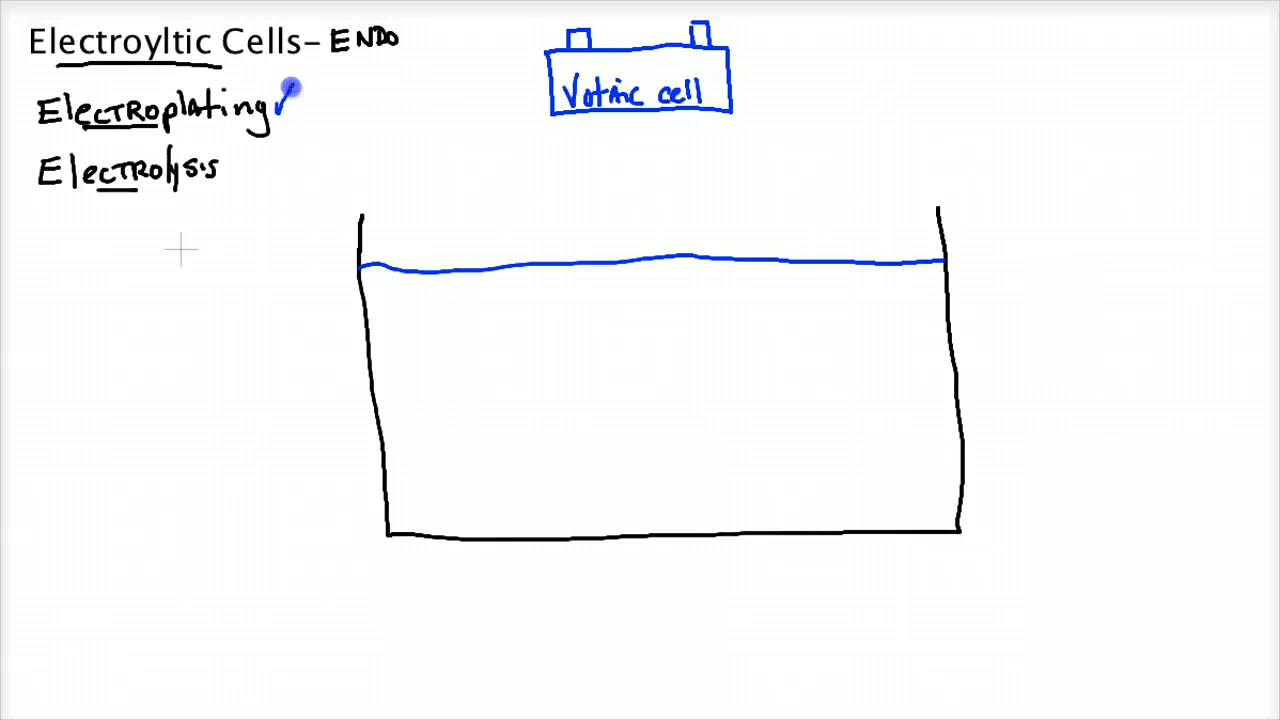 Electroyltic Cells- ENDO
Electroplating ✓
Electrolysis
Voltaic cell